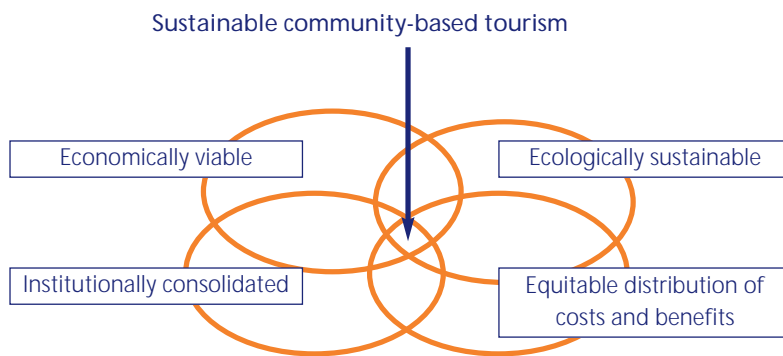 Sustainable community-based tourism
Economically viable
Ecologically sustainable
Institutionally consolidated
Equitable distribution of
costs and benefits